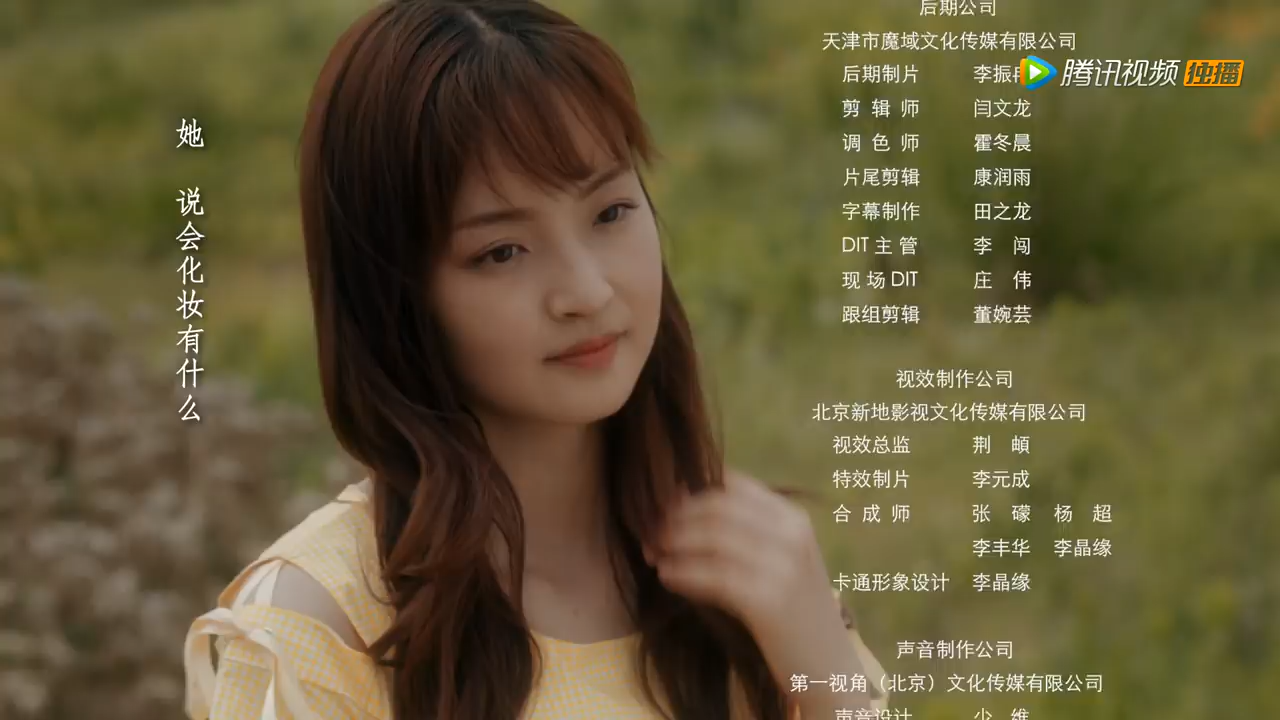 她 说会化妆有什么
后期公司
天津市魔域文化传媒有限公司
后期制片 李振
腾讯视频 独播
剪辑师 闫文龙
调色师 霍冬晨
片尾剪辑 康润雨
字幕制作 田之龙
DIT主管 李闯
现场DIT 庄伟
跟组剪辑 董婉芸
视效制作公司
北京新地影视文化传媒有限公司
视效总监 荆
特效制片 李元成
合成师 张礞 杨超
李丰华 李晶缘
卡通形象设计 李晶缘
声音制作公司
第一视角（北京）文化传媒有限公司
声音设计 少维